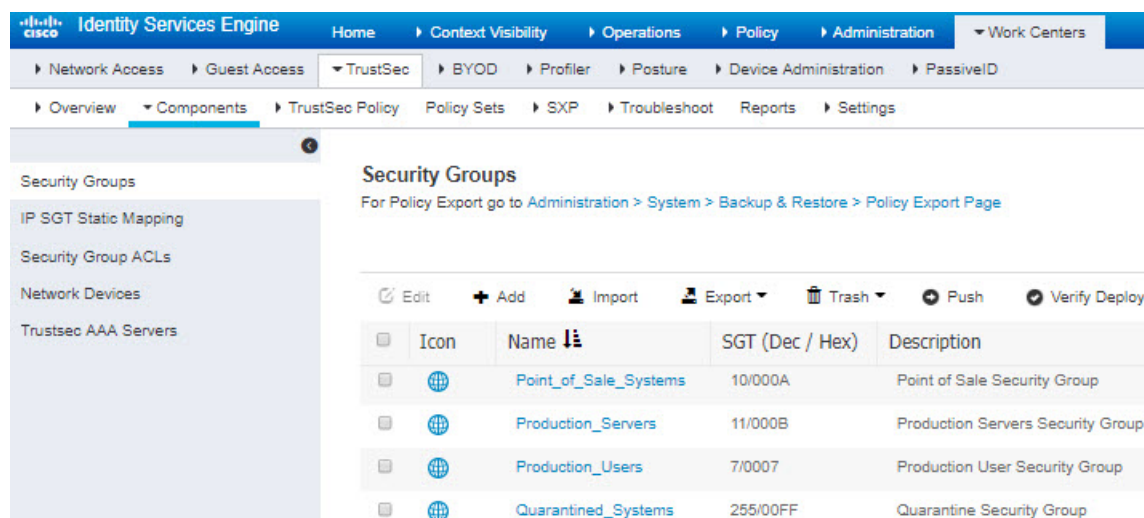 cisco Identity Services Engine Home Context Visibility Operations Policy Administration Work Centers
Network Access Guest Access TrustSec BYOD Profiler Posture Device Administration PassiveID
Overview Components TrustSec Policy Policy Sets SXP Troubleshoot Reports Settings
Security Groups
IP SGT Static Mapping
Security Group ACLs
Network Devices
Trustsec AAA Servers
Security Groups
For Policy Export go to Administration > System > Backup & Restore > Policy Export Page
Edit Add Import Export Trash Push Verify Deploy
Icon Name SGT (Dec / Hex) Description
Point_of_Sale_Systems 10/000A Point of Sale Security Group
Production_Servers 11/000B Production Servers Security Group
Production_Users 7/0007 Production User Security Group
Quarantined_Systems 255/00FF Quarantine Security Group